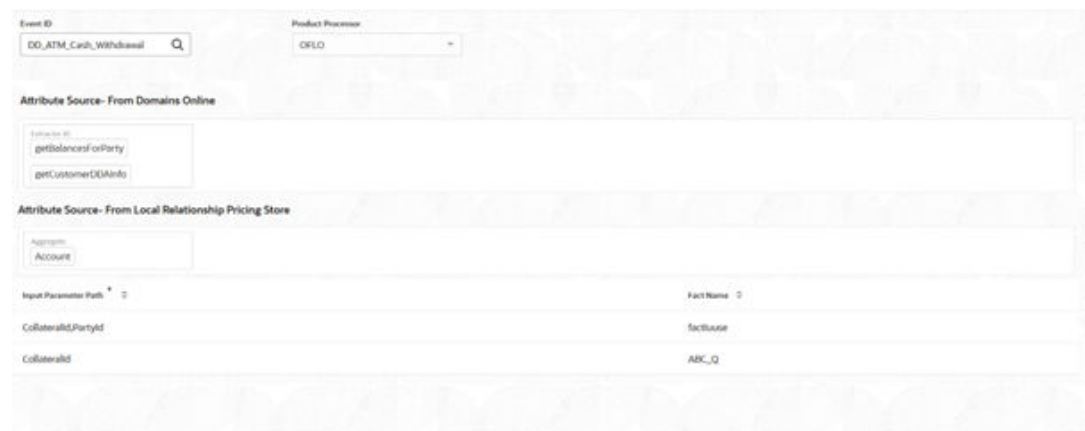 Event ID
Product Processor
DD_ATM_Cash_Withdrawal
OFLO
Attribute Source- From Domains Online
Extractor ID
getBalancesForParty
getCustomerDDAInfo
Attribute Source- From Local Relationship Pricing Store
Aggregate
Account
Input Parameter Path *
Fact Name
CollateralId,PartyId
CollateralId
ABC_Q